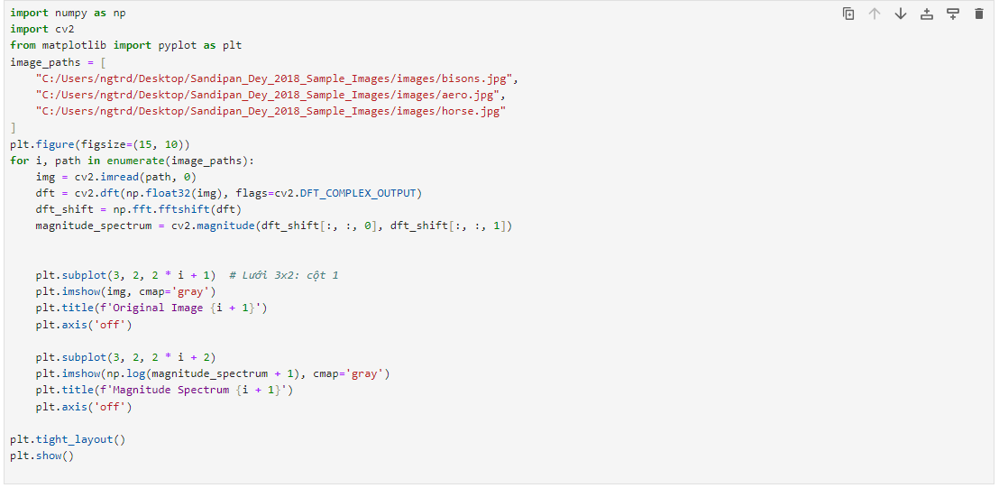 import numpy as np
import cv2
from matplotlib import pyplot as plt
image_paths = [
    "C:/Users/ngtrd/Desktop/Sandipan_Dey_2018_Sample_Images/images/bisons.jpg",
    "C:/Users/ngtrd/Desktop/Sandipan_Dey_2018_Sample_Images/images/aero.jpg",
    "C:/Users/ngtrd/Desktop/Sandipan_Dey_2018_Sample_Images/images/horse.jpg"
]
plt.figure(figsize=(15, 10))
for i, path in enumerate(image_paths):
    img = cv2.imread(path, 0)
    dft = cv2.dft(np.float32(img), flags=cv2.DFT_COMPLEX_OUTPUT)
    dft_shift = np.fft.fftshift(dft)
    magnitude_spectrum = cv2.magnitude(dft_shift[:, :, 0], dft_shift[:, :, 1])
    plt.subplot(3, 2, 2 * i + 1)  # Lưới 3x2: cột 1
    plt.imshow(img, cmap='gray')
    plt.title(f'Original Image {i + 1}')
    plt.axis('off')
    plt.subplot(3, 2, 2 * i + 2)
    plt.imshow(np.log(magnitude_spectrum + 1), cmap='gray')
    plt.title(f'Magnitude Spectrum {i + 1}')
    plt.axis('off')
plt.tight_layout()
plt.show()